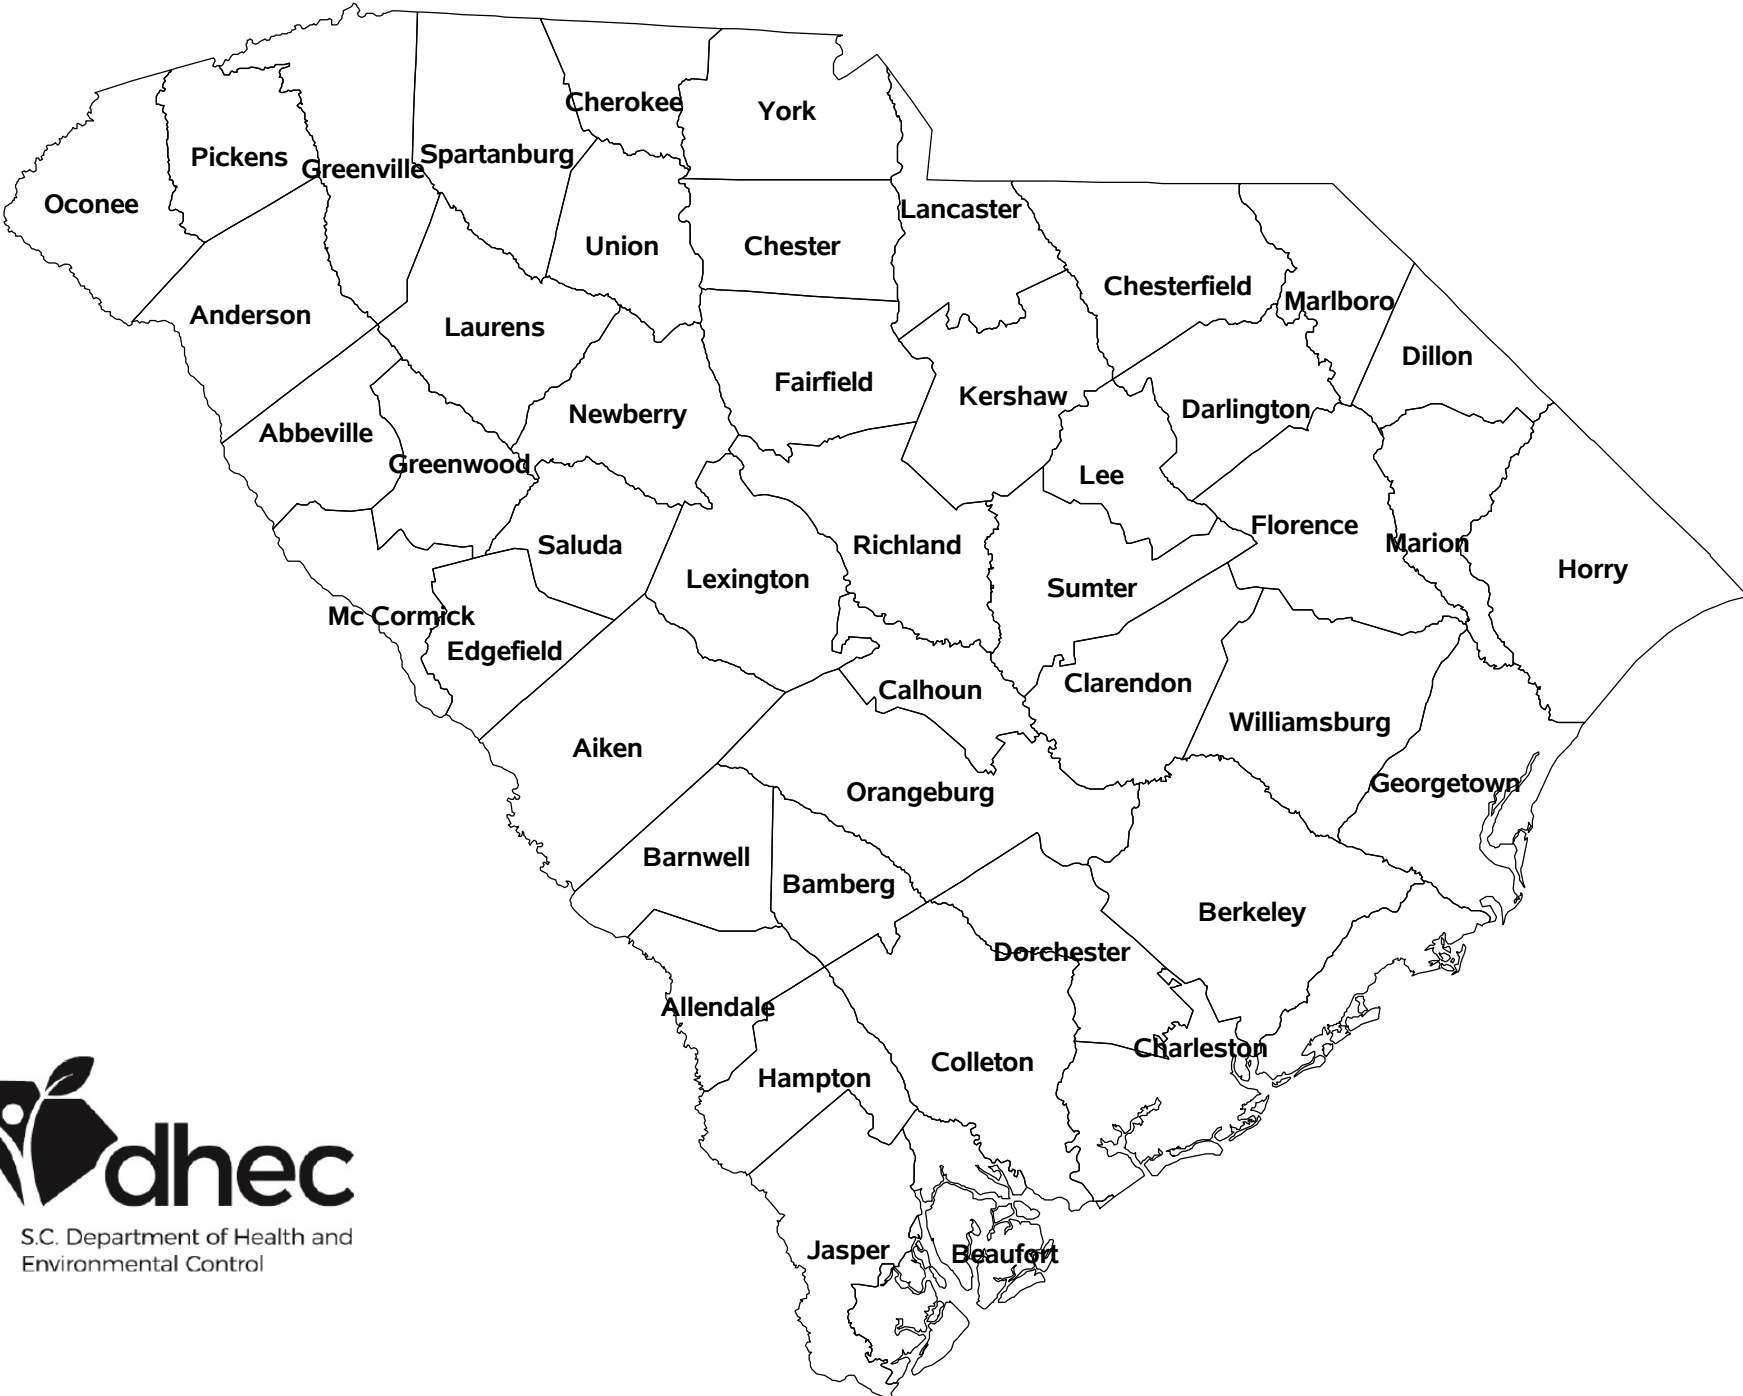 Cherokee
York
Pickens
Greenville
Spartanburg
Oconee
Lancaster
Union
Chester
Chesterfield
Marlboro
Anderson
Laurens
Dillon
Fairfield
Kershaw
Newberry
Darlington
Abbeville
Greenwood
Lee
Florence
Saluda
Richland
Marion
Horry
Lexington
Sumter
Mc Cormick
Edgefield
Calhoun
Clarendon
Williamsburg
Aiken
Georgetown
Orangeburg
Barnwell
Bamberg
Berkeley
Dorchester
Allendale
Charleston
Colleton
Hampton
Jasper
Beaufort
dhec
S.C. Department of Health and
Environmental Control